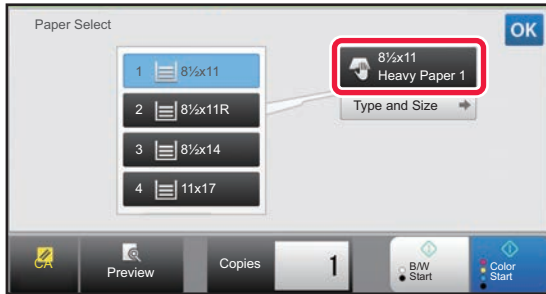 Paper Select
OK
1 8½x11
2 8½x11R
3 8½x14
4 11x17
8½x11
Heavy Paper 1
Type and Size
CA
Preview
Copies
1
B/W
Start
Color
Start